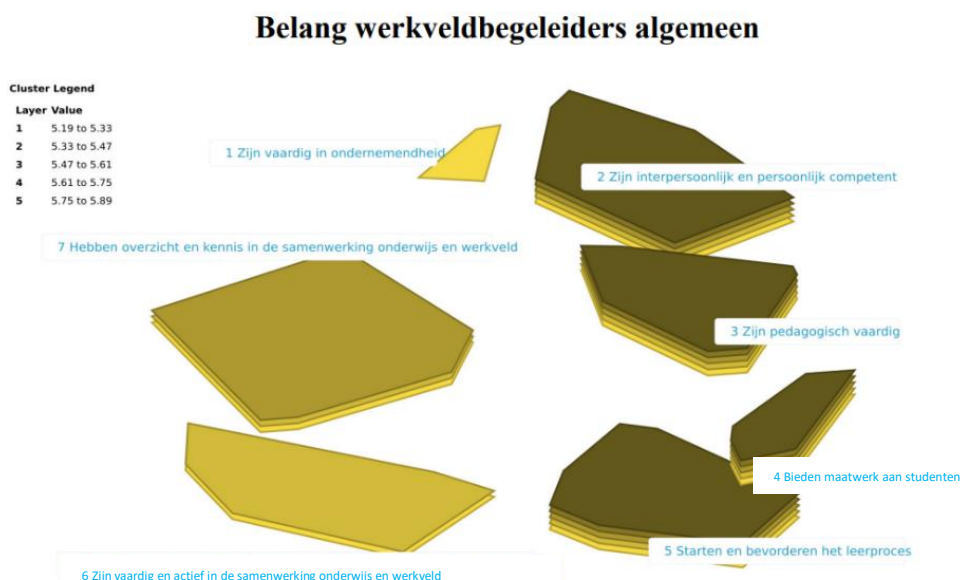 Belang werkveldbegeleiders algemeen
Cluster Legend
Layer Value
1 5.19 to 5.33
2 5.33 to 5.47
3 5.47 to 5.61
4 5.61 to 5.75
5 5.75 to 5.89
1 Zijn vaardig in ondernemendheid
2 Zijn interpersoonlijk en persoonlijk competent
7 Hebben overzicht en kennis in de samenwerking onderwijs en werkveld
3 Zijn pedagogisch vaardig
4 Bieden maatwerk aan studenten
5 Starten en bevorderen het leerproces
6 Zijn vaardig en actief in de samenwerking onderwijs en werkveld